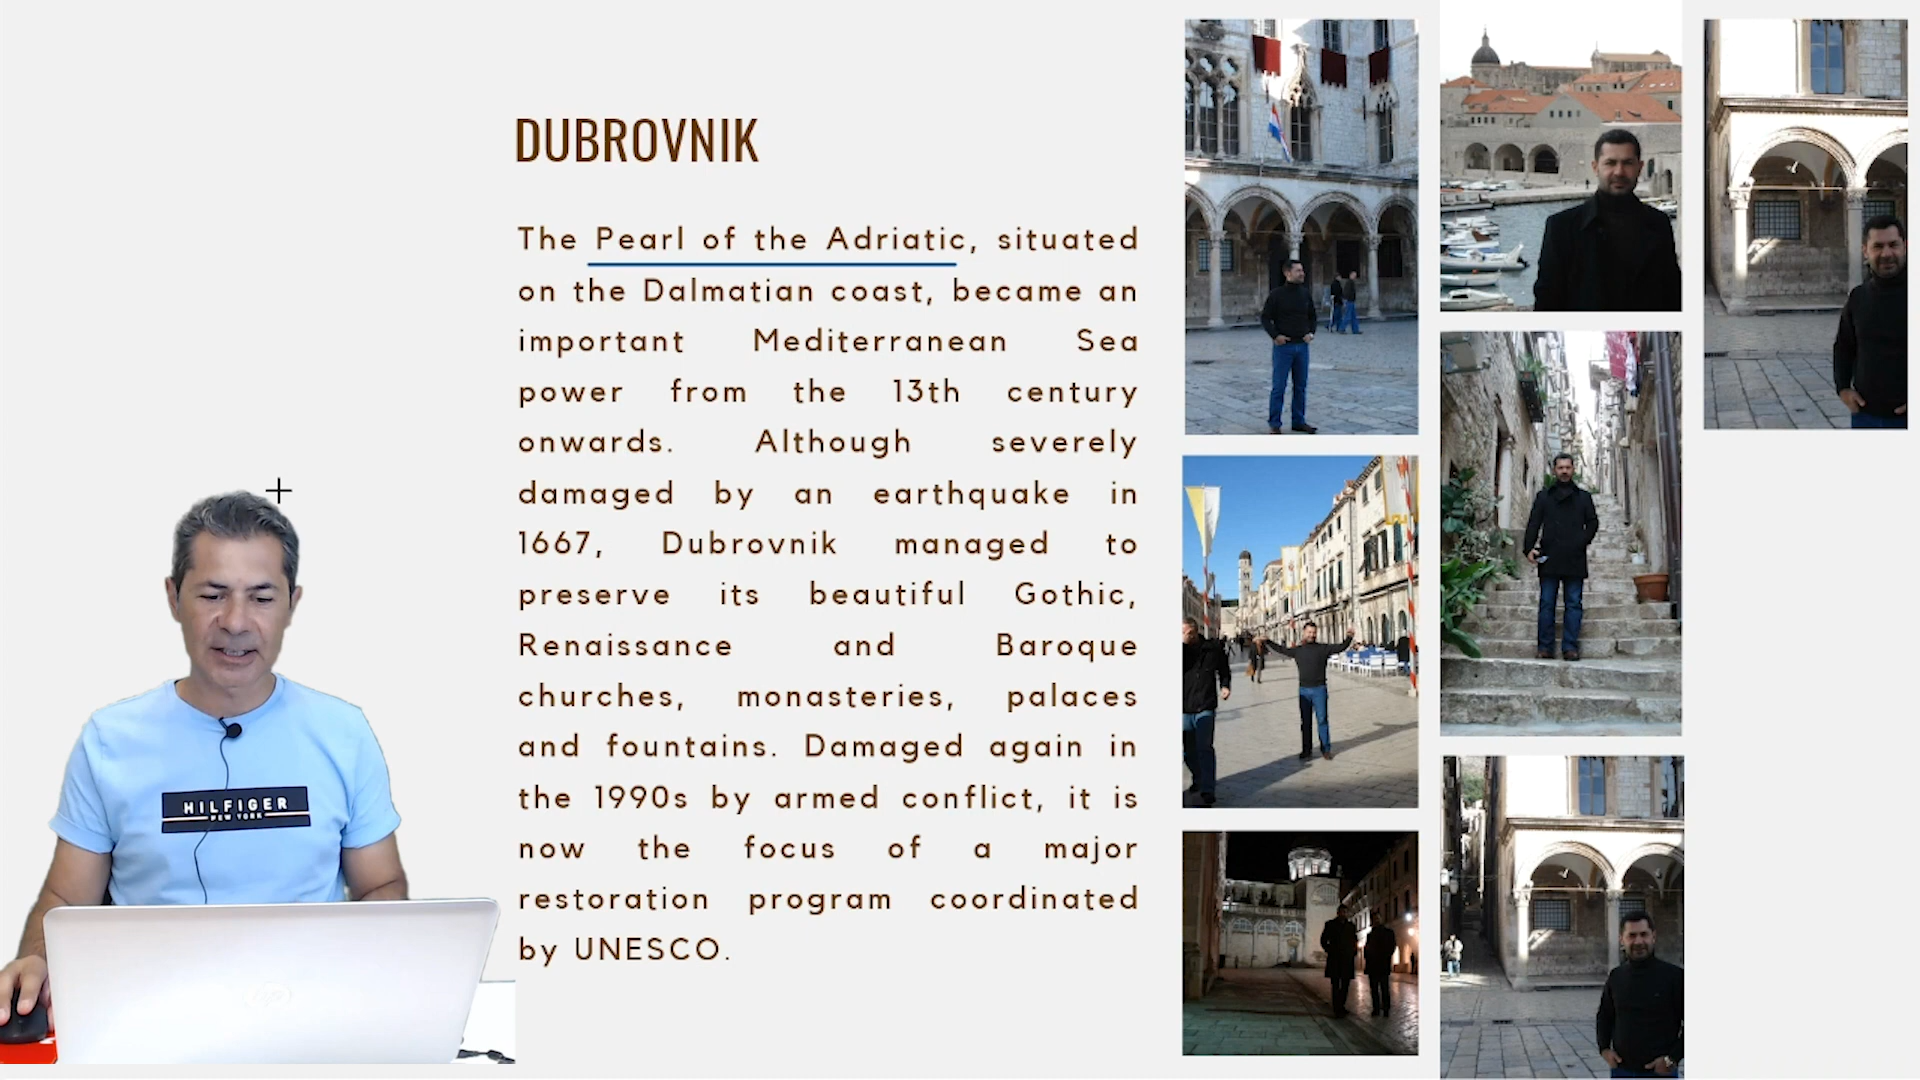 DUBROVNIK
The Pearl of the Adriatic, situated
on the Dalmatian coast, became an
important Mediterranean Sea
power from the 13th century
onwards. Although severely
damaged by an earthquake in
1667, Dubrovnik managed to
preserve its beautiful Gothic,
Renaissance and Baroque
churches, monasteries, palaces
and fountains. Damaged again in
the 1990s by armed conflict, it is
now the focus of a major
restoration program coordinated
by UNESCO.
HILFIGER
NEW YORK